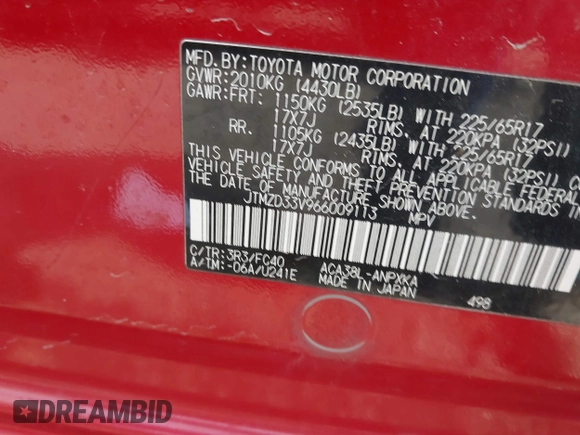 MFD.BY:TOYOTA MOTOR CORPORATION
GVWR:2010KG (4430LB)
GAWR:FRT: 1150KG (2535LB) WITH 225/65R17
17X7J RIMS, AT 220KPA (32PSI)
RR. 1105KG (2435LB) WITH 225/65R17
17X7J RIMS, AT 220KPA (32PSI) C
THIS VEHICLE CONFORMS TO ALL APPLICABLE FEDERAL
VEHICLE SAFETY AND THEFT PREVENTION STANDARDS
DATE OF MANUFACTURE SHOWN ABOVE.
JTMZD33V966009113 MPV
C/TR:3R3/FC40 ACA38L-ANPXKA
A/TM:-06A/U241E MADE IN JAPAN 498
DREAMBID